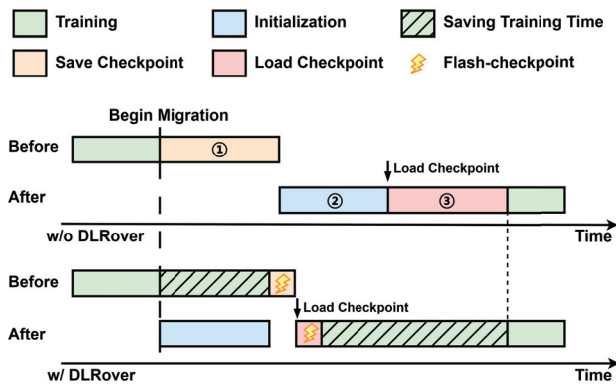 Training Initialization Saving Training Time
Save Checkpoint Load Checkpoint Flash-checkpoint
Begin Migration
Before ①
Load Checkpoint
After ② ③
w/o DLRover Time
Before
Load Checkpoint
After
w/ DLRover Time